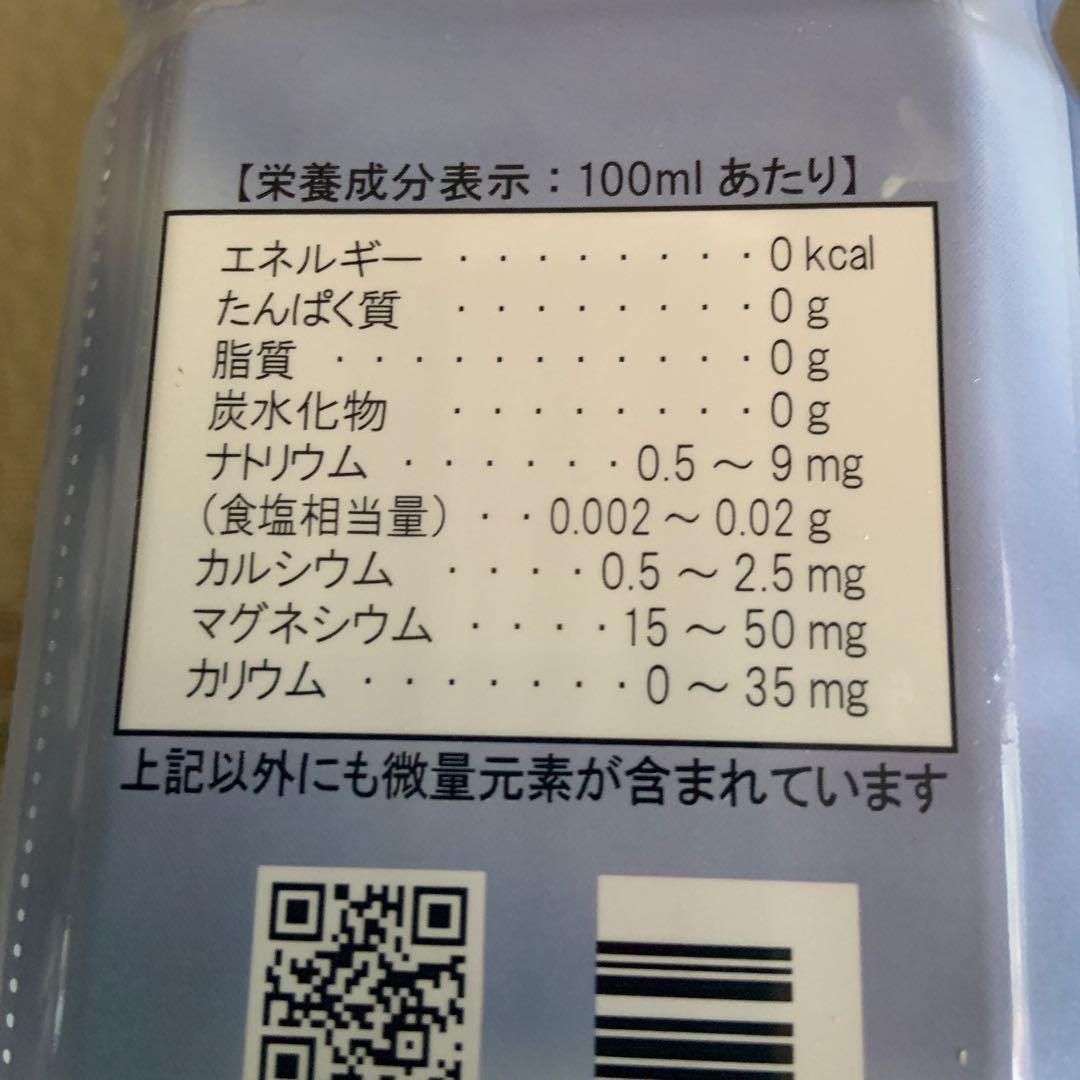 【栄養成分表示：100ml あたり】
エネルギー ・・・・・・・・・0 kcal
たんぱく質 ・・・・・・・・・0 g
脂質 ・・・・・・・・・・・・・0 g
炭水化物 ・・・・・・・・・0 g
ナトリウム ・・・・・・・0.5 ～ 9 mg
（食塩相当量）・・0.002 ～ 0.02 g
カルシウム ・・・・0.5 ～ 2.5 mg
マグネシウム ・・・・・15 ～ 50 mg
カリウム ・・・・・・・・・0 ～ 35 mg
上記以外にも微量元素が含まれています